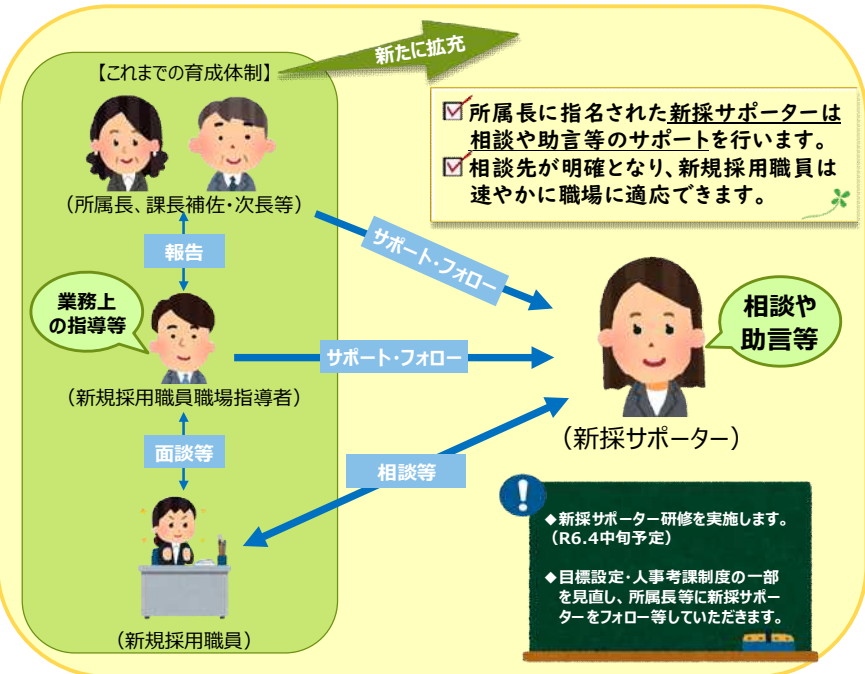 新たに拡充
【これまでの育成体制】
所属長に指名された新採サポーターは
相談や助言等のサポートを行います。
相談先が明確となり、新規採用職員は
速やかに職場に適応できます。
（所属長、課長補佐・次長等）
報告
サポート・フォロー
業務上
の指導等
相談や
助言等
サポート・フォロー
（新規採用職員職場指導者）
（新採サポーター）
面談等
相談等
◆新採サポーター研修を実施します。
（R6.4中旬予定）
◆目標設定・人事考課制度の一部
を見直し、所属長等に新採サポー
ターをフォロー等していただきます。
（新規採用職員）